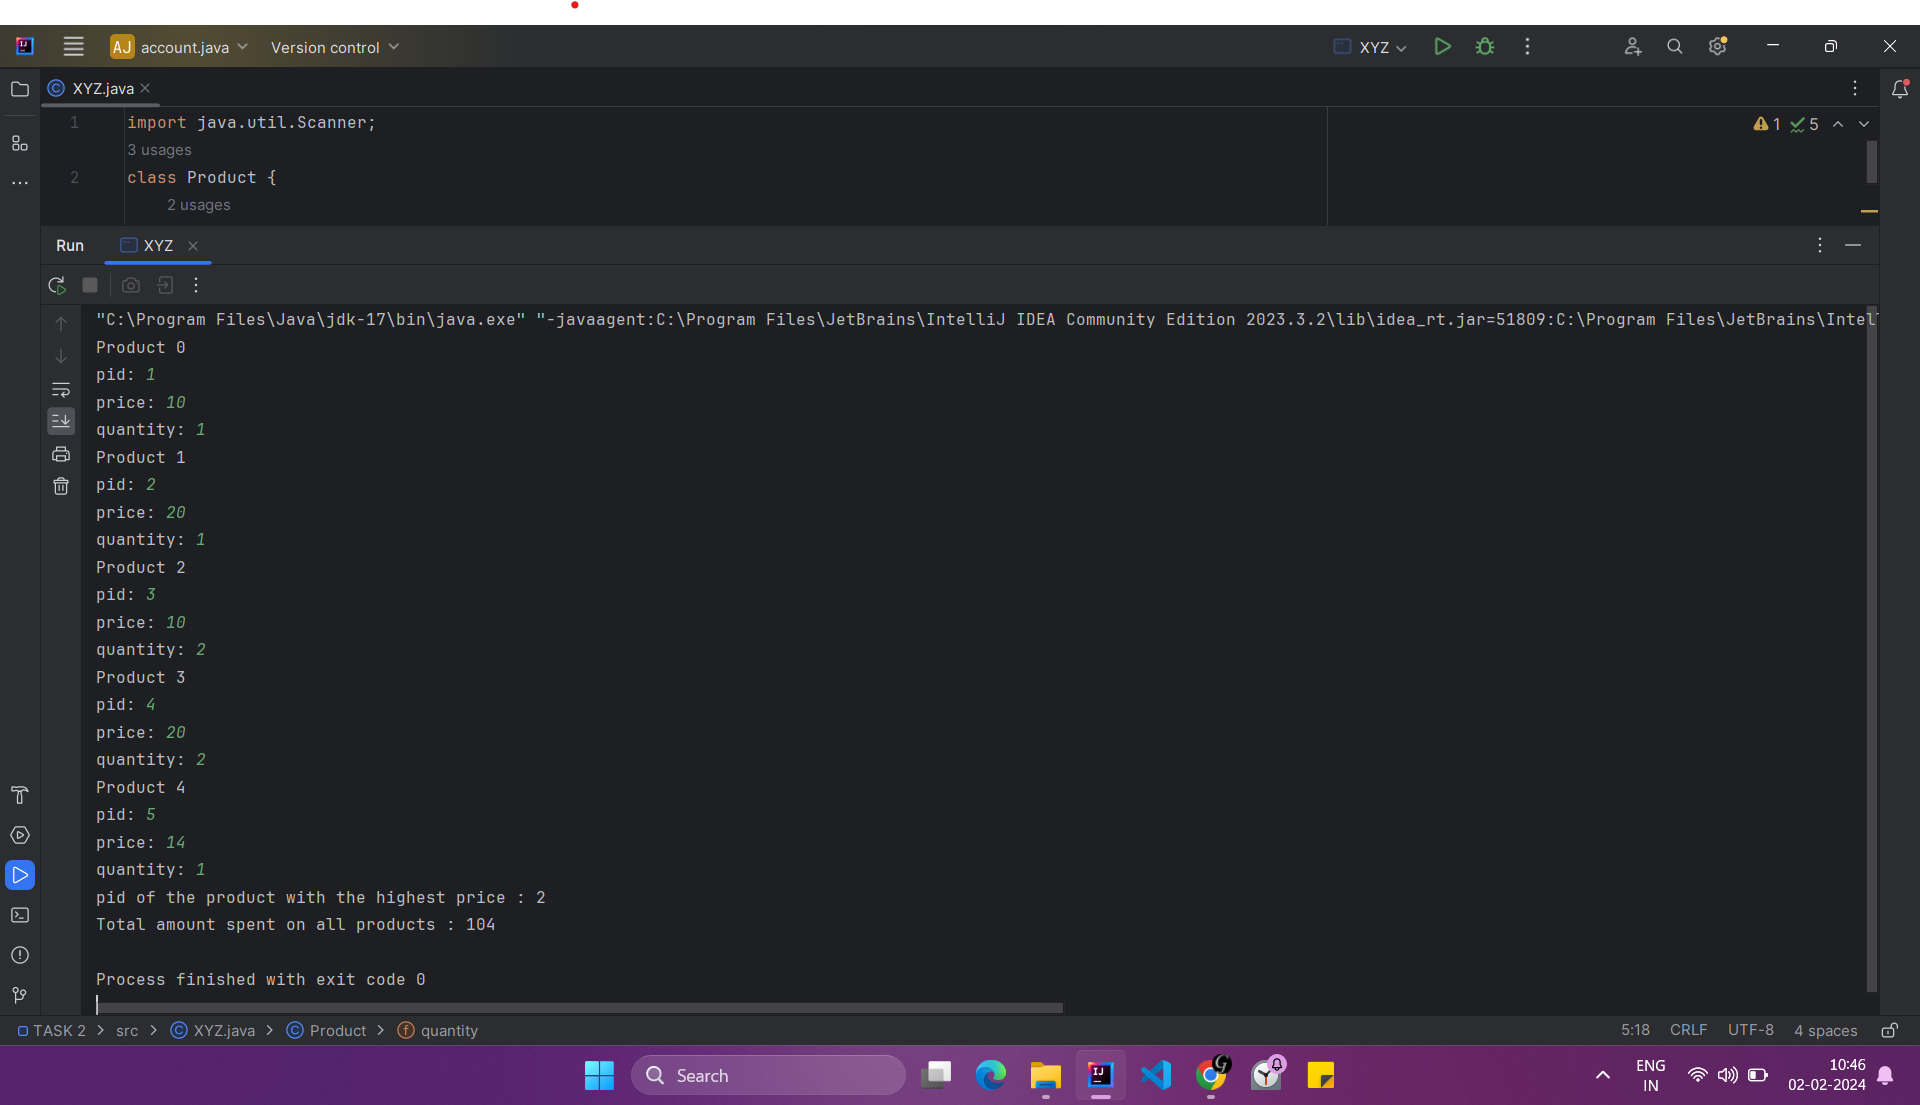 AJ account.java Version control XYZ
XYZ.java
1 import java.util.Scanner; 1 5
3 usages
2 class Product {
2 usages
Run XYZ
"C:\Program Files\Java\jdk-17\bin\java.exe" "-javaagent:C:\Program Files\JetBrains\IntelliJ IDEA Community Edition 2023.3.2\lib\idea_rt.jar=51809:C:\Program Files\JetBrains\Intel
Product 0
pid: 1
price: 10
quantity: 1
Product 1
pid: 2
price: 20
quantity: 1
Product 2
pid: 3
price: 10
quantity: 2
Product 3
pid: 4
price: 20
quantity: 2
Product 4
pid: 5
price: 14
quantity: 1
pid of the product with the highest price : 2
Total amount spent on all products : 104
Process finished with exit code 0
TASK 2 > src > XYZ.java > Product > quantity 5:18 CRLF UTF-8 4 spaces
Search ENG 10:46
IN 02-02-2024